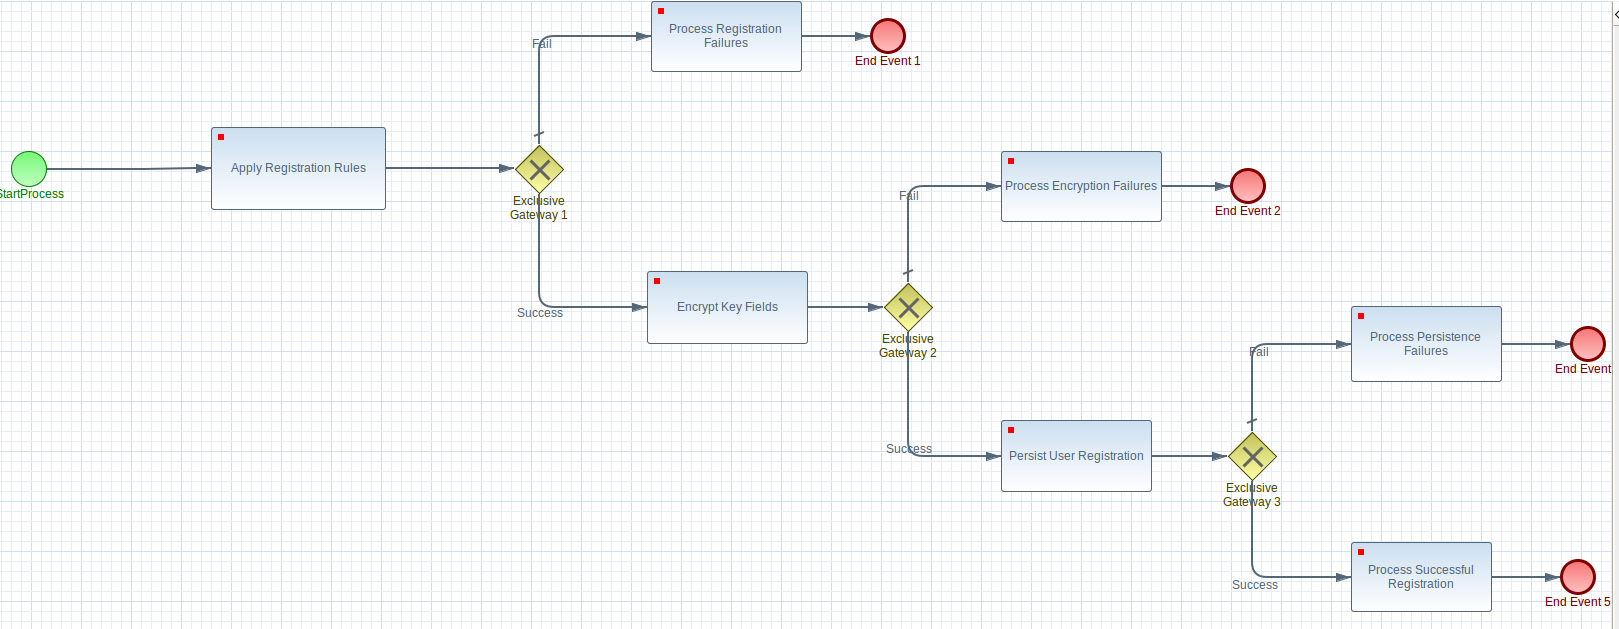 Process Registration
Failures
Fail
End Event 1
Apply Registration Rules
StartProcess
Exclusive
Gateway 1
Process Encryption Failures
Fail
End Event 2
Encrypt Key Fields
Success
Exclusive
Gateway 2
Process Persistence
Failures
Fail
End Event
Success
Persist User Registration
Exclusive
Gateway 3
Process Successful
Registration
Success
End Event 5